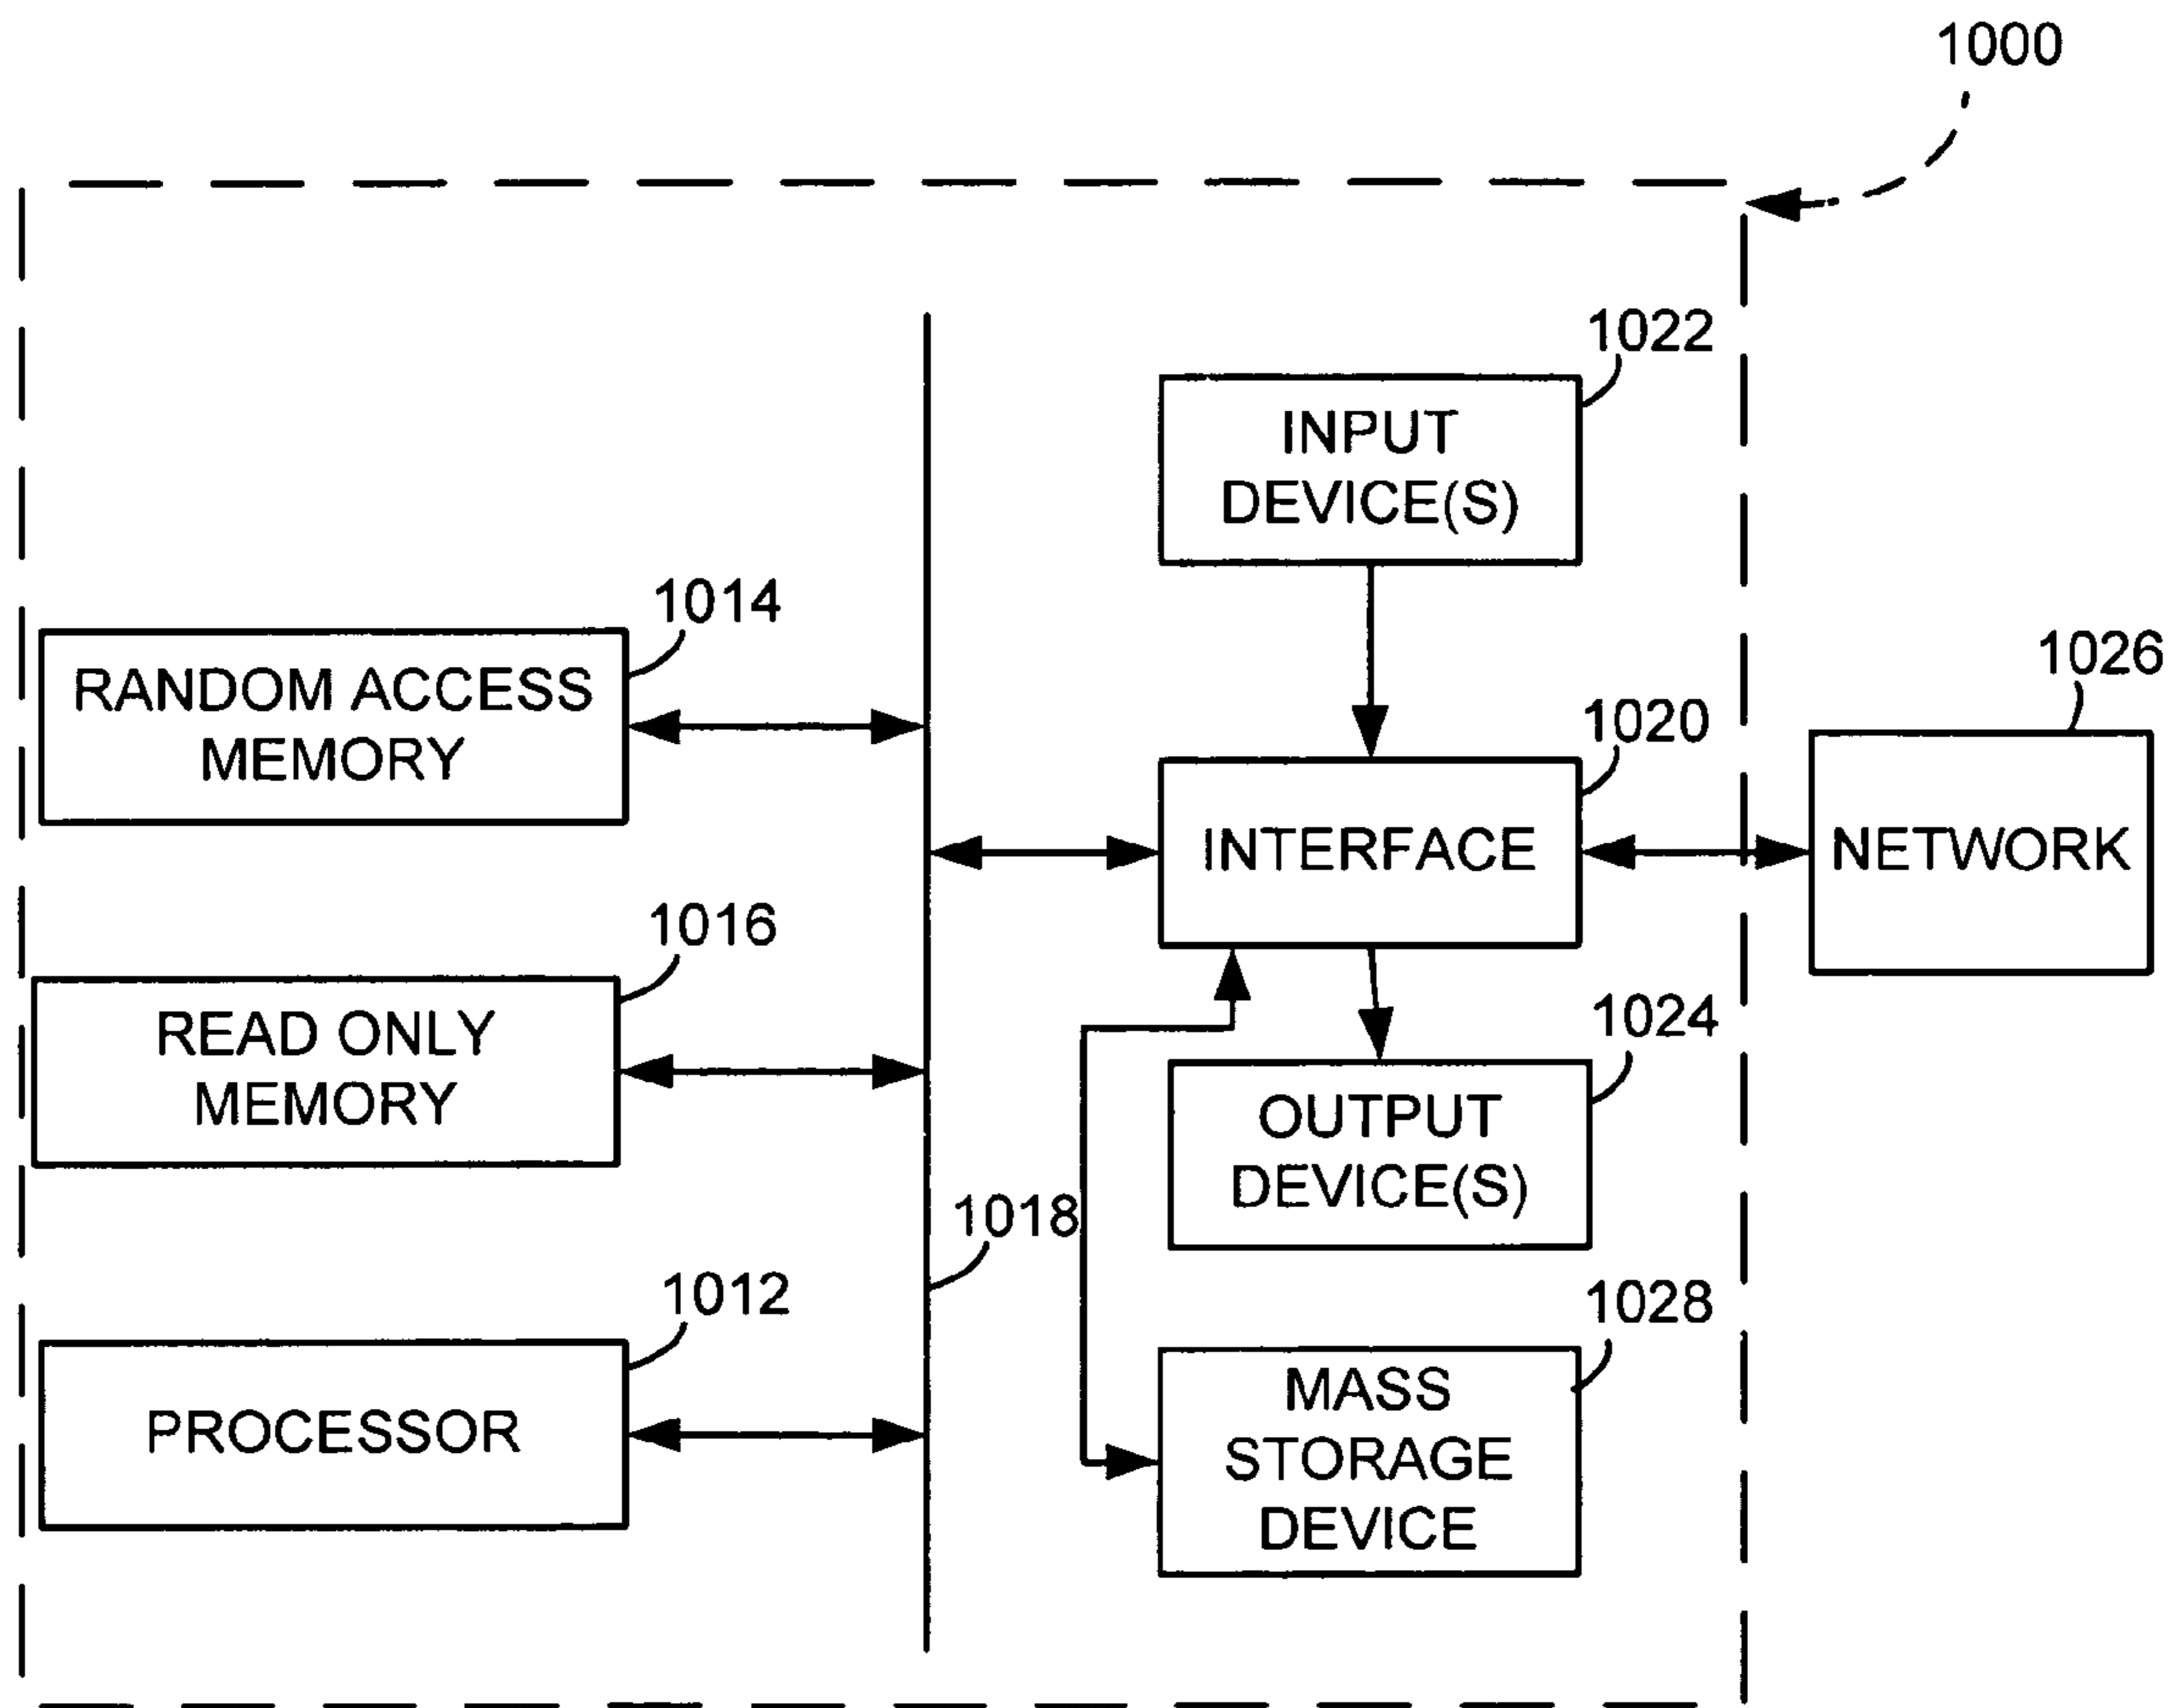 1000
1022
INPUT
DEVICE(S)
1014
RANDOM ACCESS
MEMORY
1020
INTERFACE
1026
NETWORK
1016
READ ONLY
MEMORY
1024
OUTPUT
DEVICE(S)
1018
1012
PROCESSOR
1028
MASS
STORAGE
DEVICE